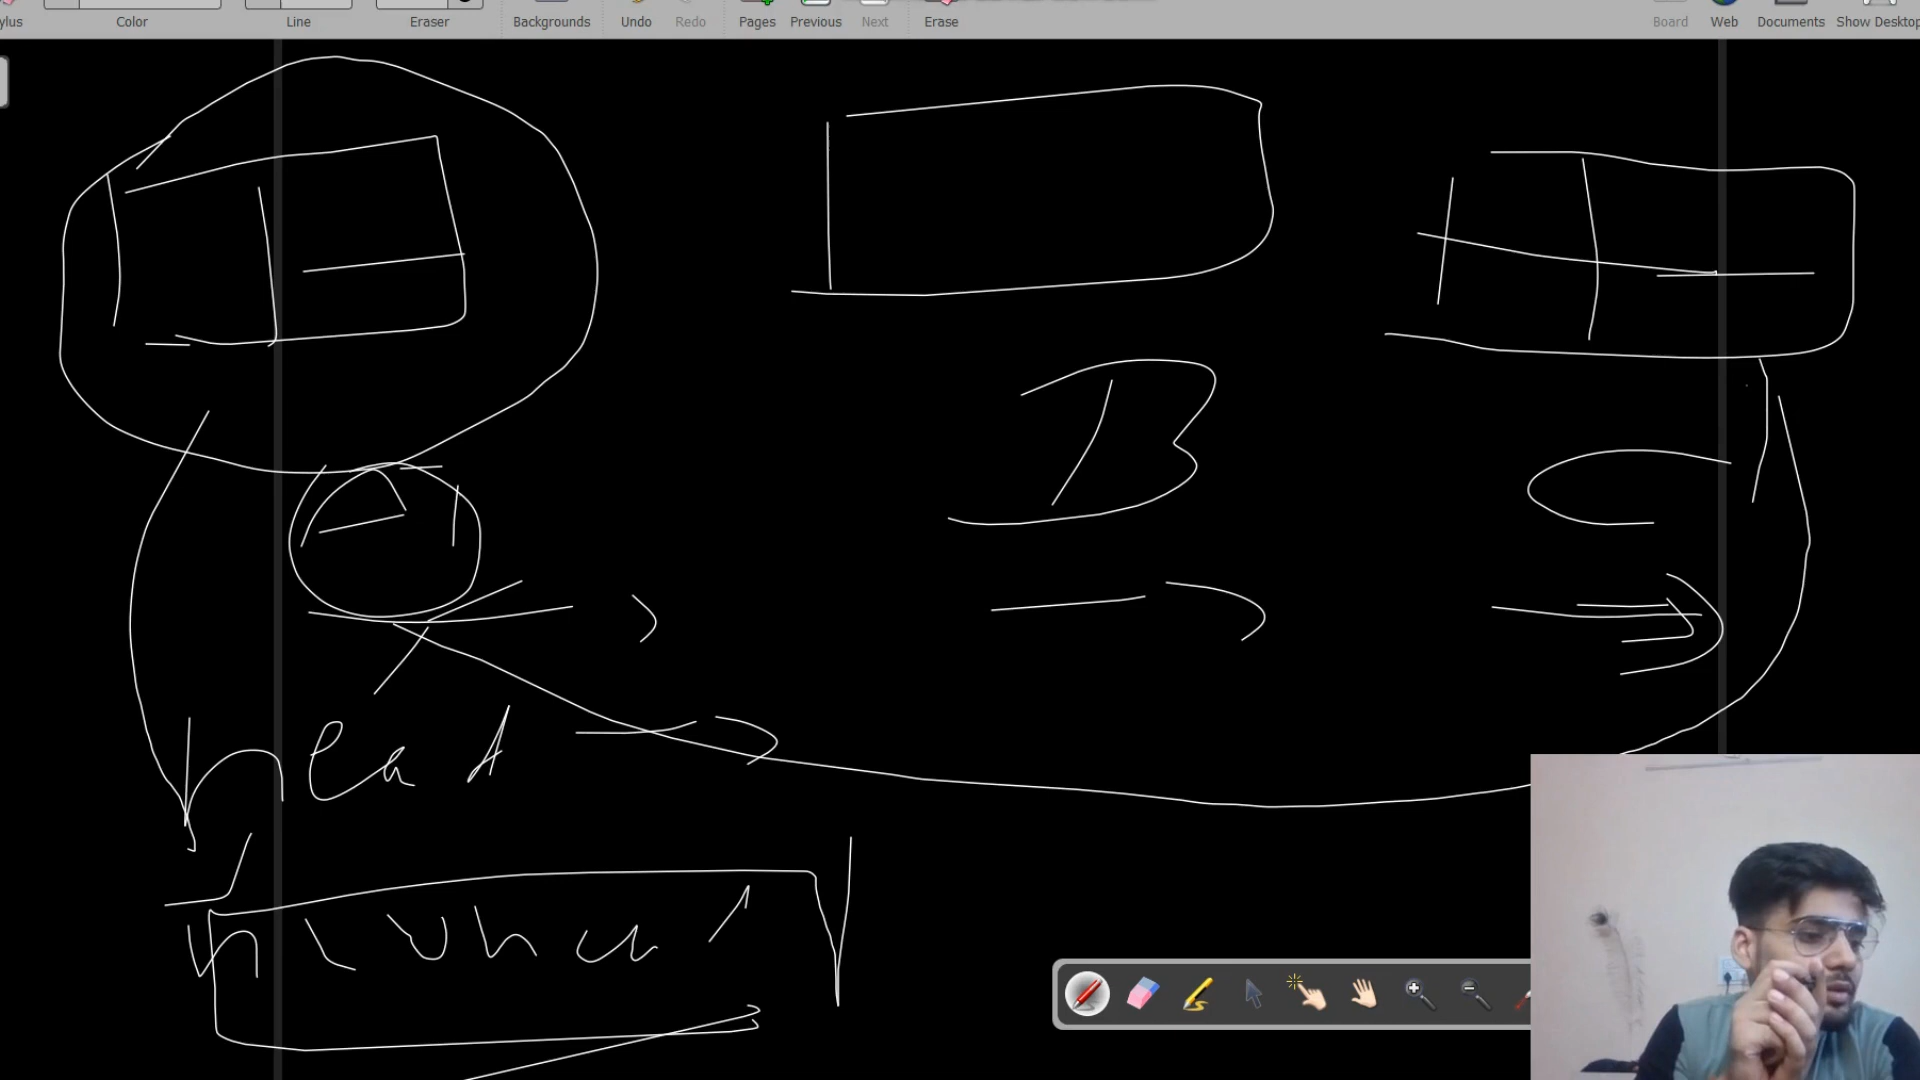 Color Line Eraser Backgrounds Undo Redo Pages Previous Next Erase Board Web Documents Show Desktop
A B C
head